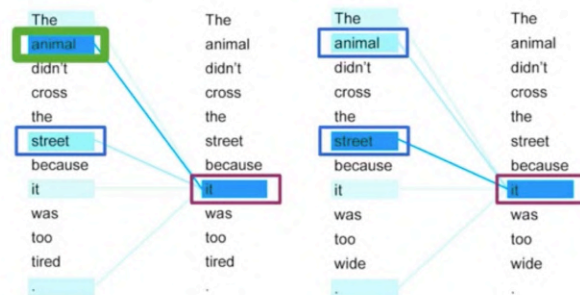 The
animal
didn't
cross
the
street
because
it
was
too
tired
.
The
animal
didn't
cross
the
street
because
it
was
too
tired
.
The
animal
didn't
cross
the
street
because
it
was
too
wide
.
The
animal
didn't
cross
the
street
because
it
was
too
wide
.